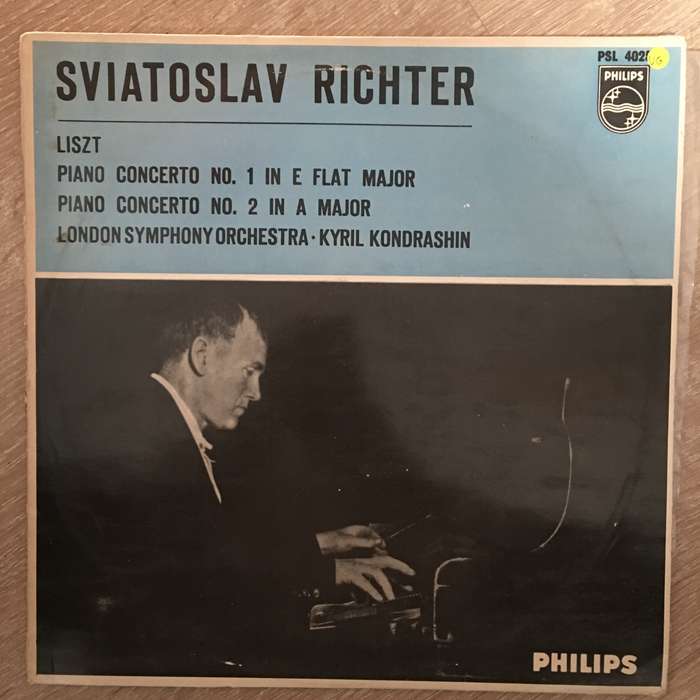 PSL
SVIATOSLAV RICHTER
PHILIPS
LISZT
PIANO CONCERTO NO. 1 IN E FLAT MAJOR
PIANO CONCERTO NO. 2 IN A MAJOR
LONDON SYMPHONY ORCHESTRA · KYRIL KONDRASHIN
PHILIPS